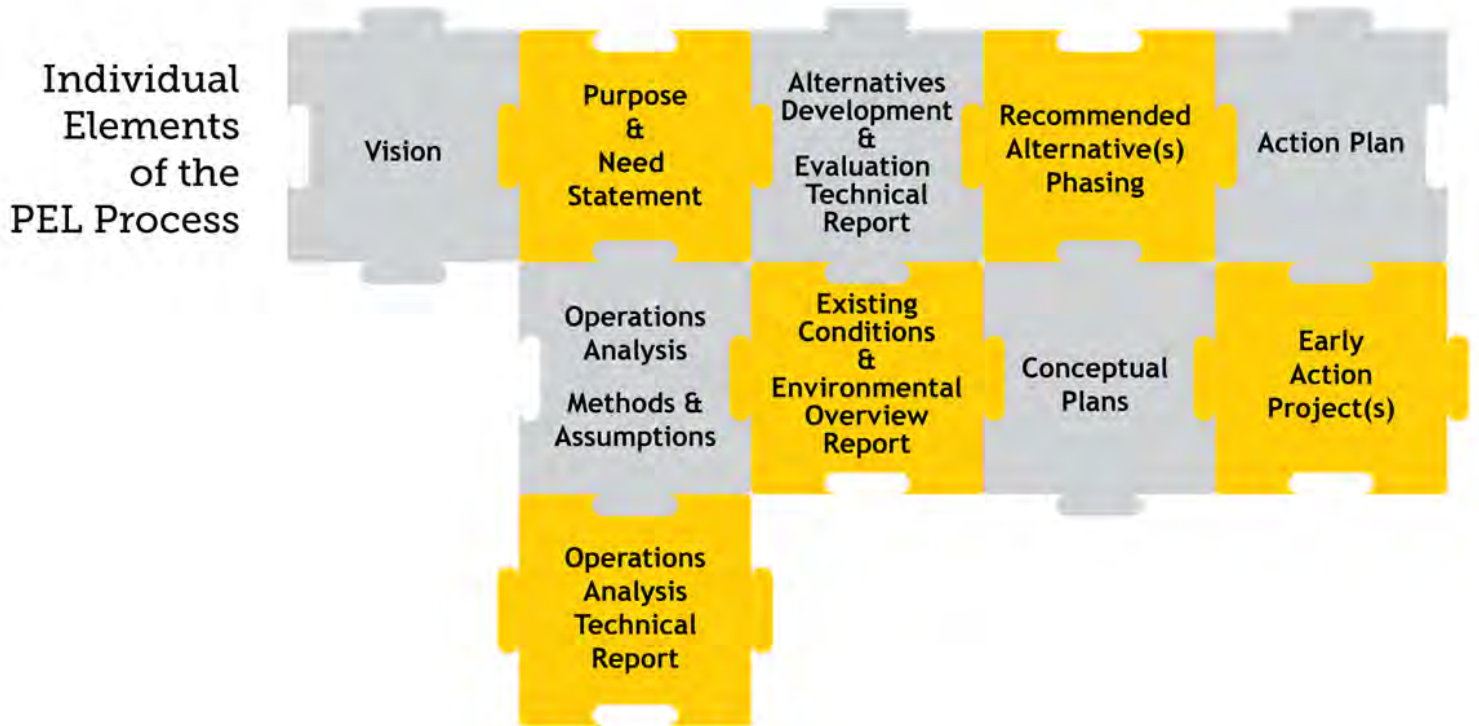 Individual
Elements
of the
PEL Process
Vision
Purpose
&
Need
Statement
Alternatives
Development
&
Evaluation
Technical
Report
Recommended
Alternative(s)
Phasing
Action Plan
Operations
Analysis
Methods &
Assumptions
Existing
Conditions
&
Environmental
Overview
Report
Conceptual
Plans
Early
Action
Project(s)
Operations
Analysis
Technical
Report